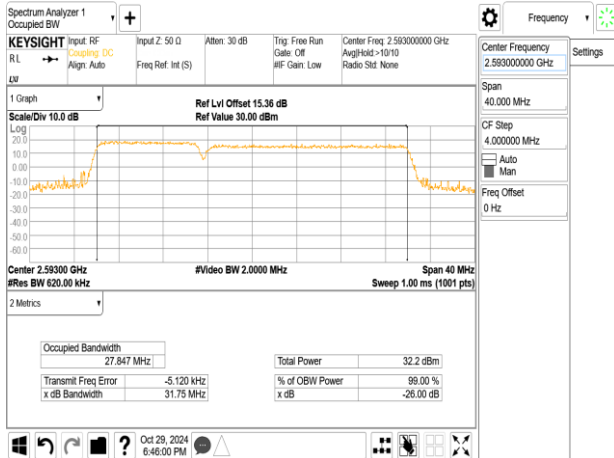 Spectrum Analyzer 1
Occupied BW
▼
+
Frequency
▼
KEYSIGHT
RL
Input: RF
Coupling: DC
Align: Auto
Input Z: 50 Ω
Freq Ref: Int (S)
Atten: 30 dB
Trig: Free Run
Gate: Off
#IF Gain: Low
Center Freq: 2.593000000 GHz
Avg|Hold:>10/10
Radio Std: None
Center Frequency
2.593000000 GHz
Settings
Span
40.000 MHz
CF Step
4.000000 MHz
Auto
Man
Freq Offset
0 Hz
1 Graph
▼
Scale/Div 10.0 dB
Ref Lvl Offset 15.36 dB
Ref Value 30.00 dBm
Log
20.0
10.0
0.00
-10.0
-20.0
-30.0
-40.0
-50.0
-60.0
Center 2.59300 GHz
#Res BW 620.00 kHz
#Video BW 2.0000 MHz
Span 40 MHz
Sweep 1.00 ms (1001 pts)
2 Metrics
▼
Occupied Bandwidth
27.847 MHz
Transmit Freq Error -5.120 kHz
x dB Bandwidth 31.75 MHz
Total Power 32.2 dBm
% of OBW Power 99.00 %
x dB -26.00 dB
?
Oct 29, 2024
6:46:00 PM